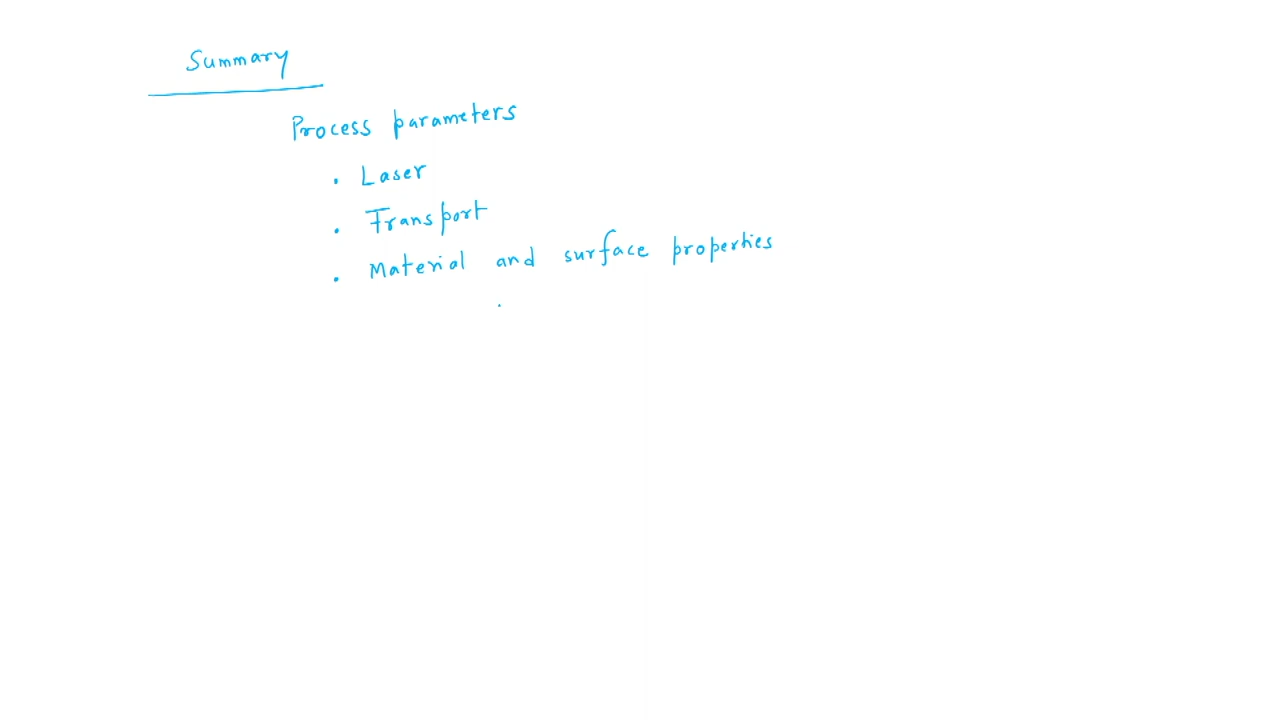 Summary
Process parameters
. Laser
. Transport
. Material and surface properties